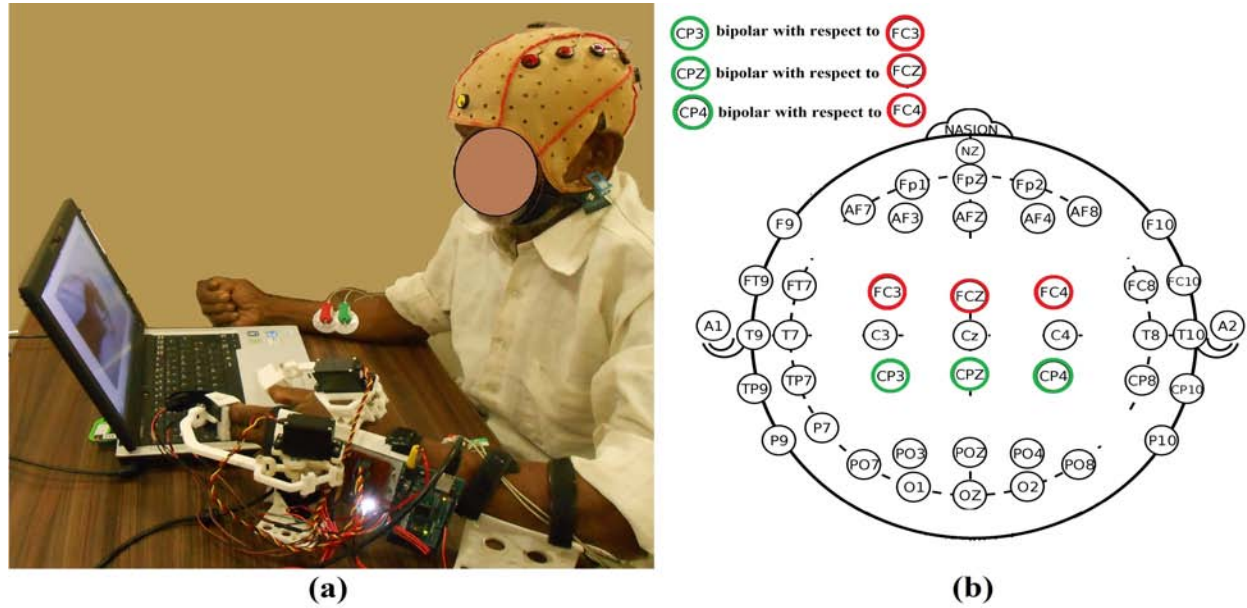 CP3 bipolar with respect to FC3
CPZ bipolar with respect to FCZ
CP4 bipolar with respect to FC4
NASION
NZ
Fp1 FpZ Fp2
AF7 AF3 AFZ AF4 AF8
F9 F10
FT9 FT7 FC3 FCZ FC4 FC8 FC10
A1 T9 T7 C3 Cz C4 T8 T10 A2
TP9 TP7 CP3 CPZ CP4 CP8 CP10
P9 P7 P10
PO7 PO3 POZ PO4 PO8
O1 OZ O2
(a) (b)